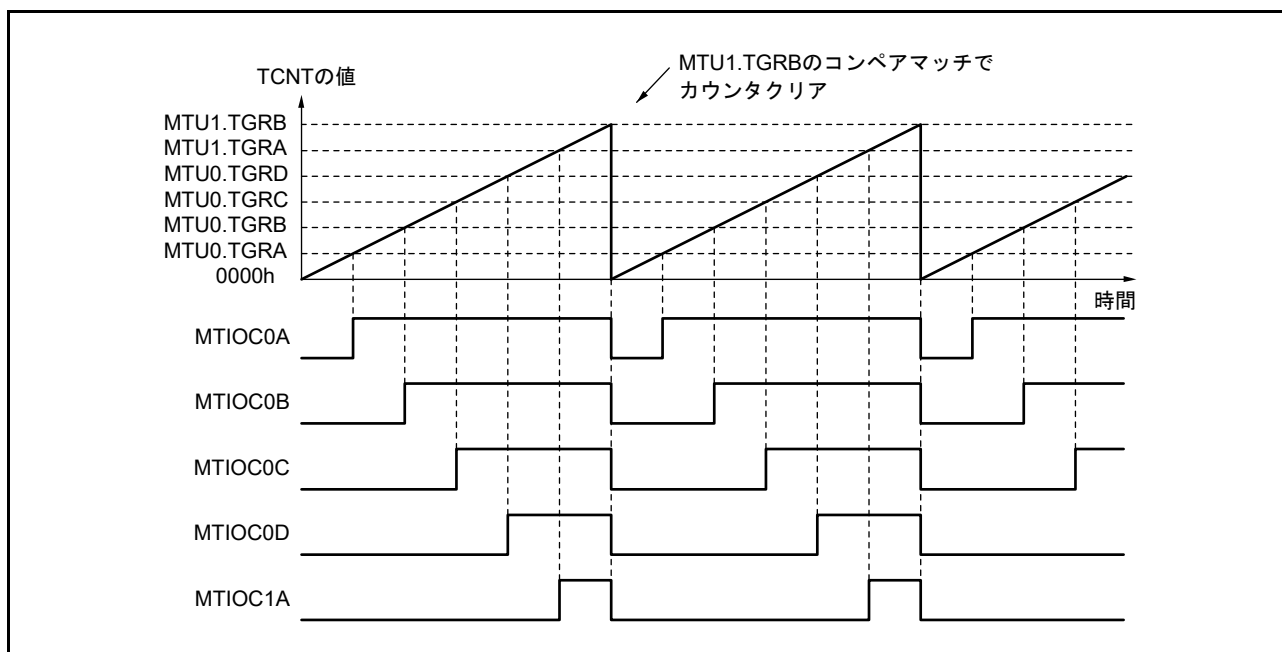 TCNTの値
MTU1.TGRBのコンペアマッチで
カウンタクリア
MTU1.TGRB
MTU1.TGRA
MTU0.TGRD
MTU0.TGRC
MTU0.TGRB
MTU0.TGRA
0000h
時間
MTIOC0A
MTIOC0B
MTIOC0C
MTIOC0D
MTIOC1A